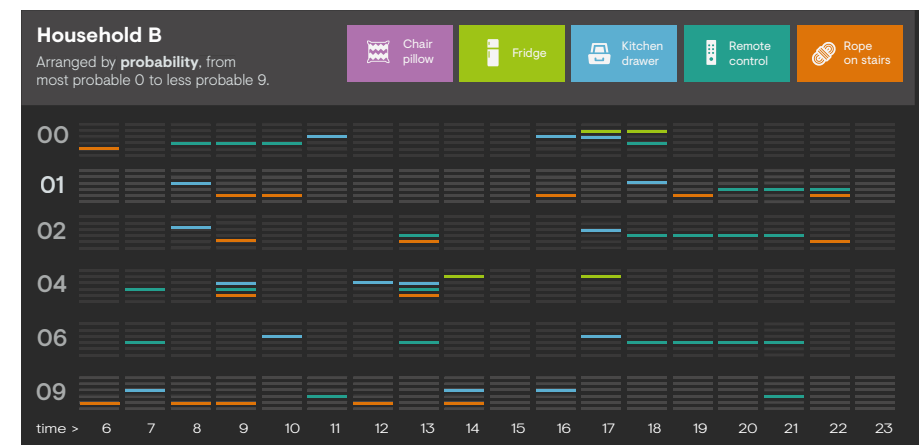 Household B
Arranged by probability, from
most probable 0 to less probable 9.
Chair
pillow
Fridge
Kitchen
drawer
Remote
control
Rope
on stairs
00
01
02
04
06
09
time > 6 7 8 9 10 11 12 13 14 15 16 17 18 19 20 21 22 23